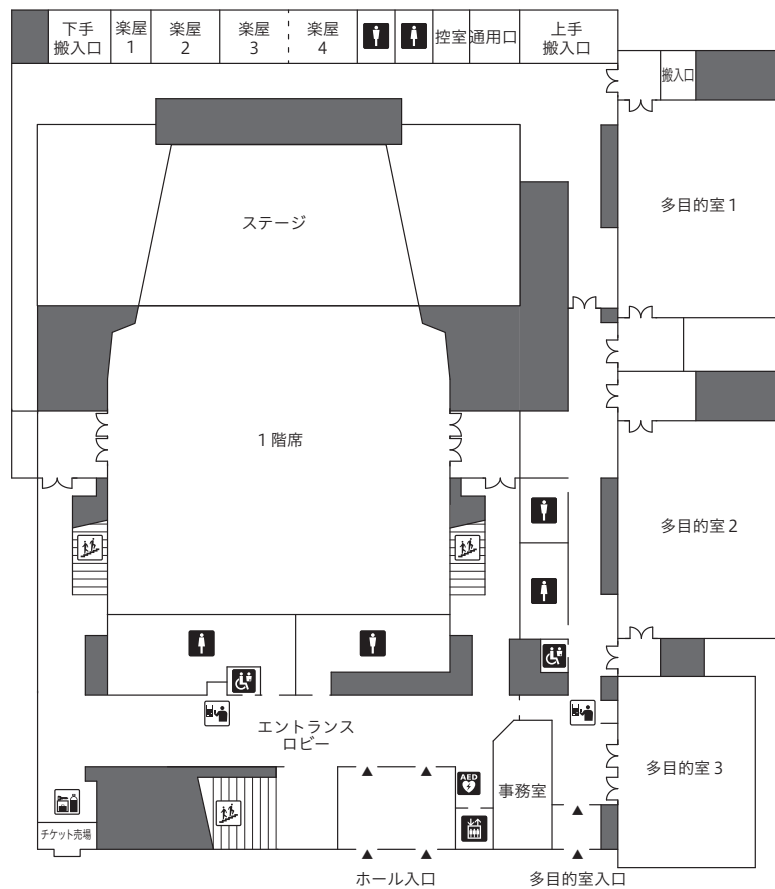 下手
搬入口
楽屋
1
楽屋
2
楽屋
3
楽屋
4
控室
通用口
上手
搬入口
搬入口
多目的室1
ステージ
1階席
多目的室2
エントランス
ロビー
多目的室3
AED
事務室
チケット売場
ホール入口
多目的室入口